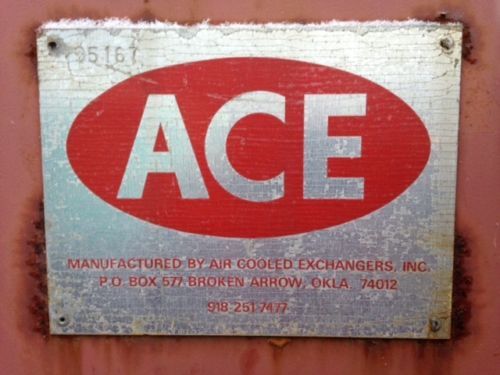 95167
ACE
MANUFACTURED BY AIR COOLED EXCHANGERS, INC.
P.O. BOX 577 BROKEN ARROW, OKLA. 74012
918-251-7477